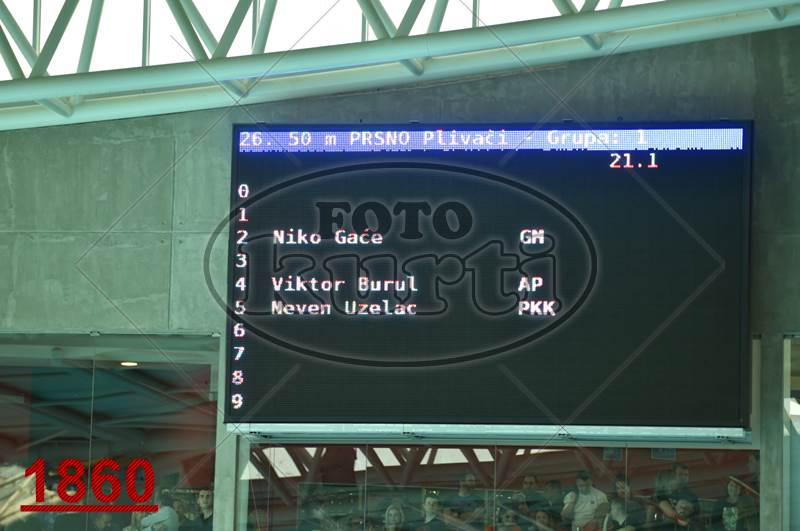 26. 50 m PRSNO Plivači - Grupa: 1
21.1
0
1
2 Niko Gaće GM
3
4 Viktor Burul AP
5 Neven Uzelac PKK
6
7
8
9
FOTO
kurti
1860